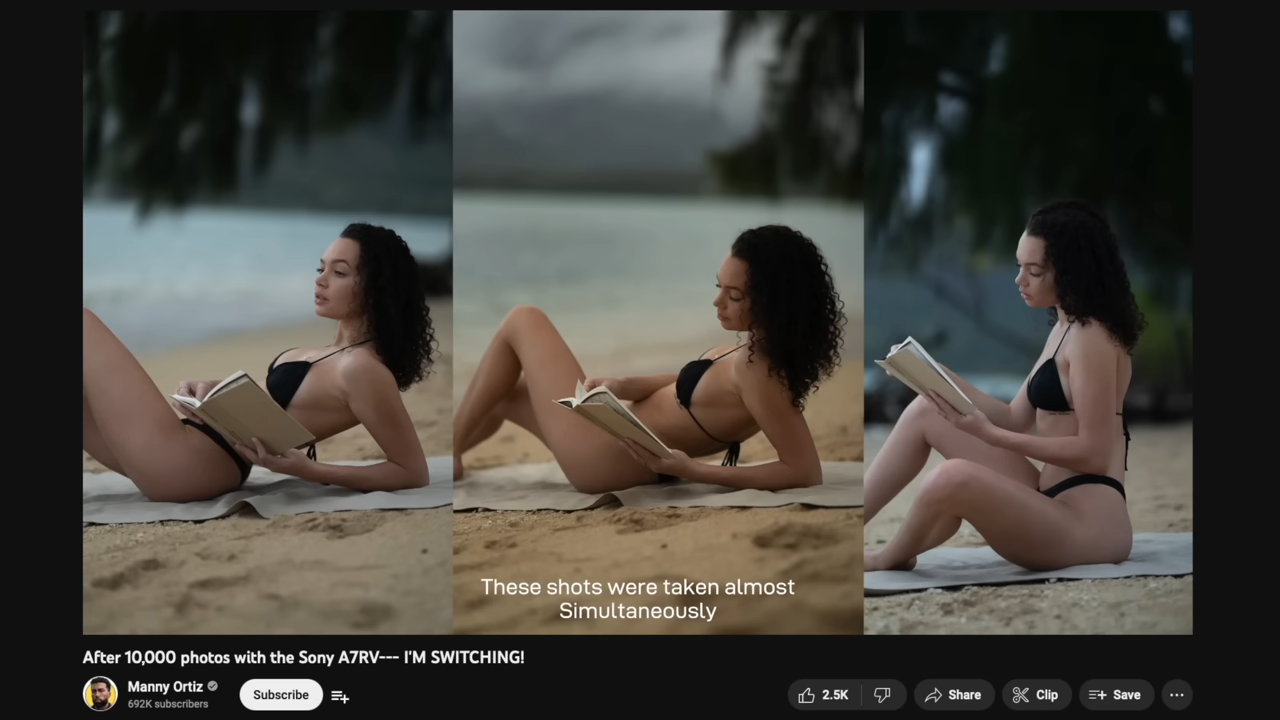 These shots were taken almost
Simultaneously
After 10,000 photos with the Sony A7RV--- I'M SWITCHING!
Manny Ortiz
692K subscribers
Subscribe
2.5K
Share
Clip
Save